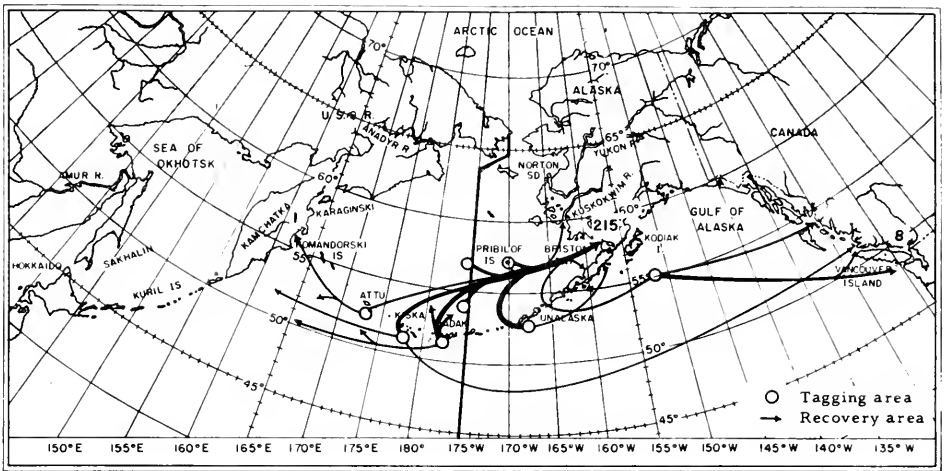 ARCTIC OCEAN
70°
70°
ALASKA
U. S. S. R.
ANADYR R.
65°
YUKON R.
CANADA
SEA OF
OKHOTSK
NORTON
SD.
AMUR R.
60°
KUSKOKWIM R.
60°
GULF OF
ALASKA
KAMCHATKA
KARAGINSKI
215
8
SAKHALIN
KOMANDORSKI
IS
55°
PRIBILOF
IS
BRISTOL
KODIAK
I.
HOKKAIDO
55°
VANCOUVER
ISLAND
KURIL IS
ATTU
KISKA
ADAK
UNALASKA
50°
50°
45°
45°
Tagging area
Recovery area
150°E 155°E 160°E 165°E 170°E 175°E 180° 175°W 170°W 165°W 160°W 155°W 150°W 145°W 140°W 135°W